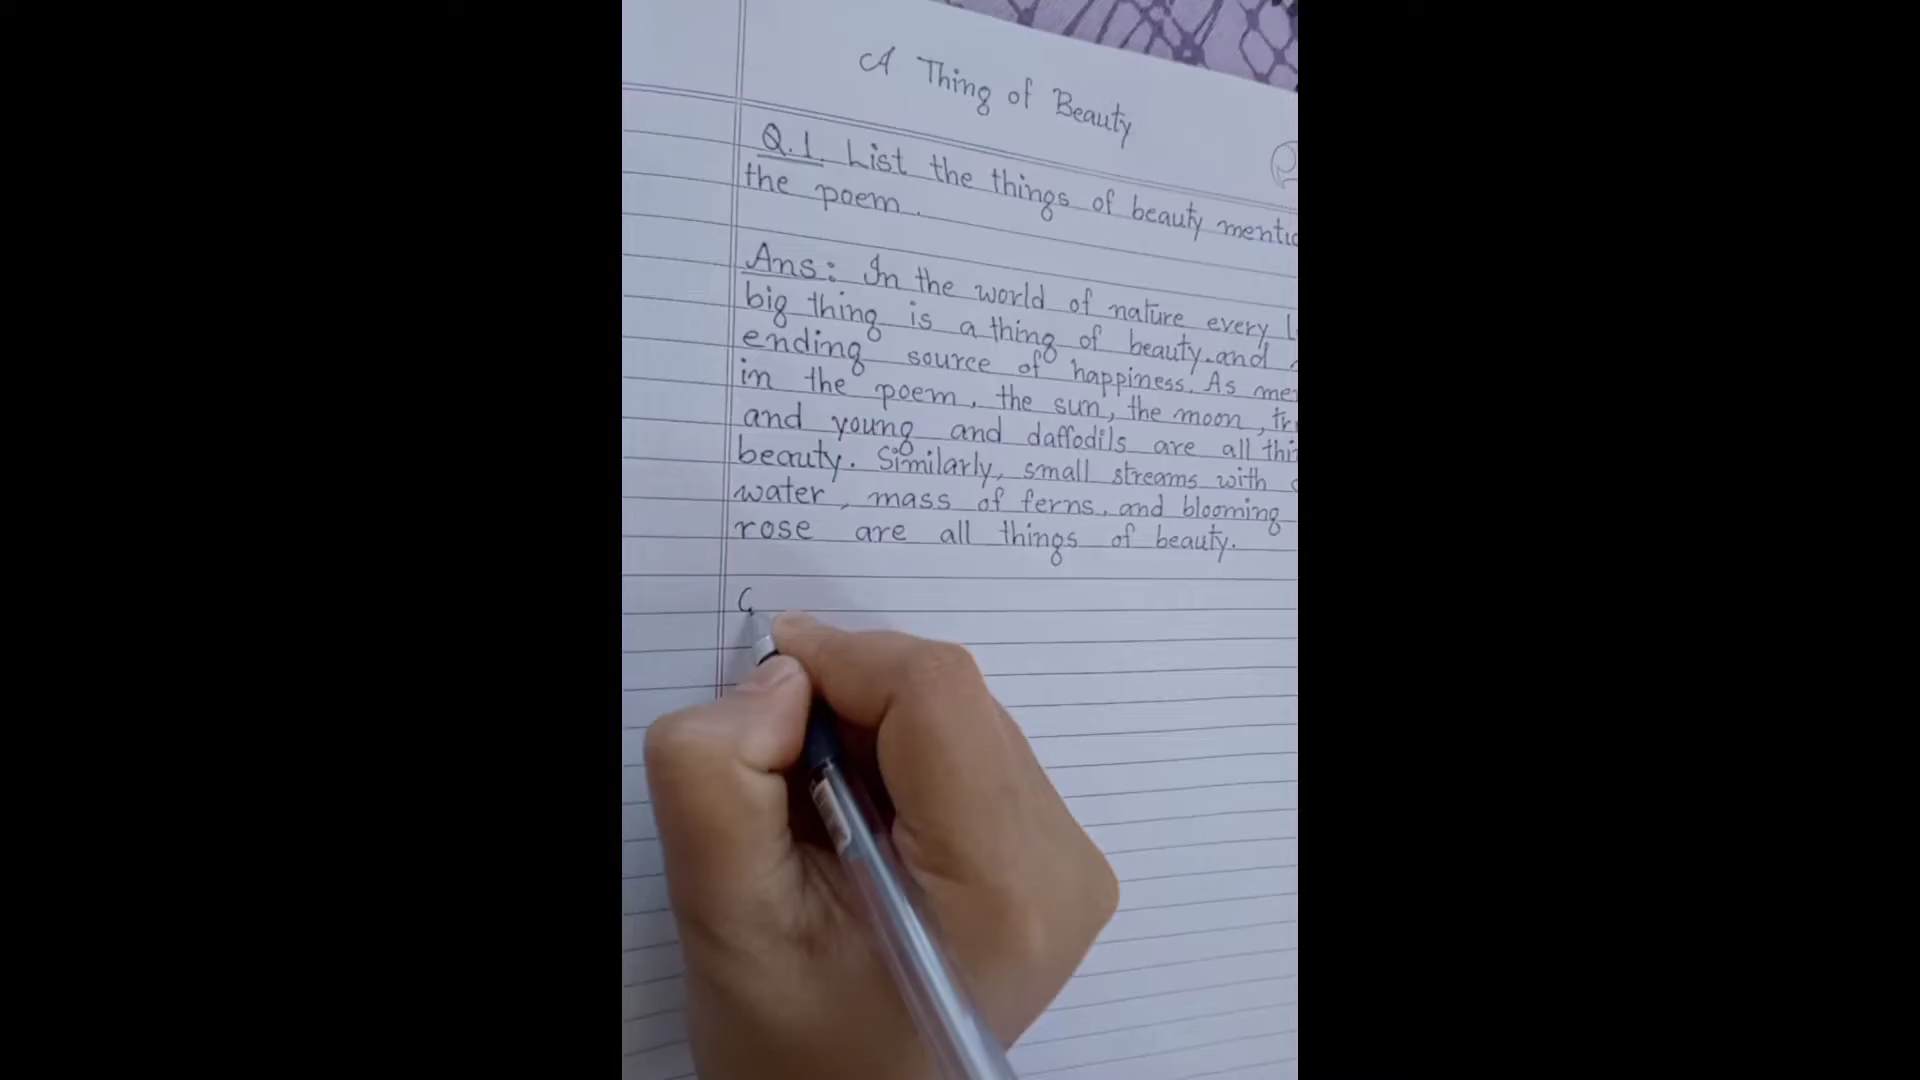 A Thing of Beauty
Q.1. List the things of beauty
the poem.
Ans: In the world of nature every
big thing is a thing of beauty and
ending source of happiness. As
in the poem, the sun, the moon,
and young and daffodils are all
beauty. Similarly, small streams with
water, mass of ferns, and blooming
rose are all things of beauty.